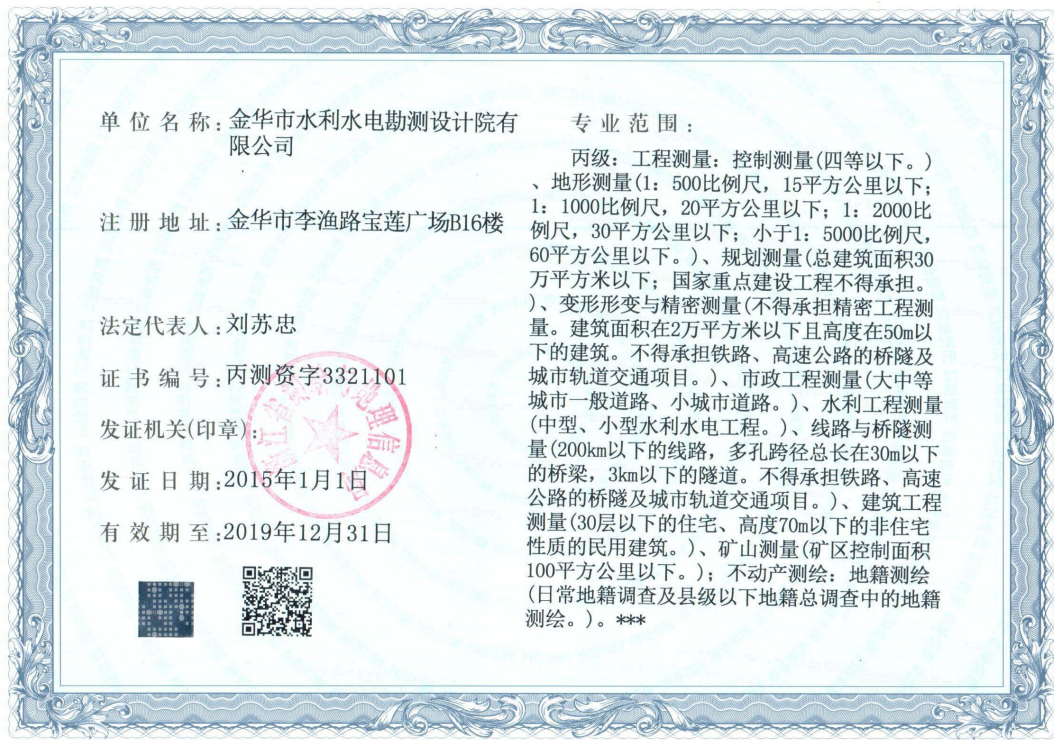 单位名称:金华市水利水电勘测设计院有
限公司
注册地址:金华市李渔路宝莲广场B16楼
法定代表人:刘苏忠
证书编号:丙测资字3321101
发证机关(印章):
发证日期:2015年1月1日
有效期至:2019年12月31日
专业范围:
丙级:工程测量:控制测量(四等以下。)
、地形测量(1:500比例尺,15平方公里以下;
1:1000比例尺,20平方公里以下;1:2000比
例尺,30平方公里以下;小于1:5000比例尺,
60平方公里以下。)、规划测量(总建筑面积30
万平方米以下;国家重点建设工程不得承担。
)、变形形变与精密测量(不得承担精密工程测
量。建筑面积在2万平方米以下且高度在50m以
下的建筑。不得承担铁路、高速公路的桥隧及
城市轨道交通项目。)、市政工程测量(大中等
城市一般道路、小城市道路。)、水利工程测量
(中型、小型水利水电工程。)、线路与桥隧测
量(200km以下的线路,多孔跨径总长在30m以下
的桥梁,3km以下的隧道。不得承担铁路、高速
公路的桥隧及城市轨道交通项目。)、建筑工程
测量(30层以下的住宅、高度70m以下的非住宅
性质的民用建筑。)、矿山测量(矿区控制面积
100平方公里以下。);不动产测绘:地籍测绘
(日常地籍调查及县级以下地籍总调查中的地籍
测绘。)。***